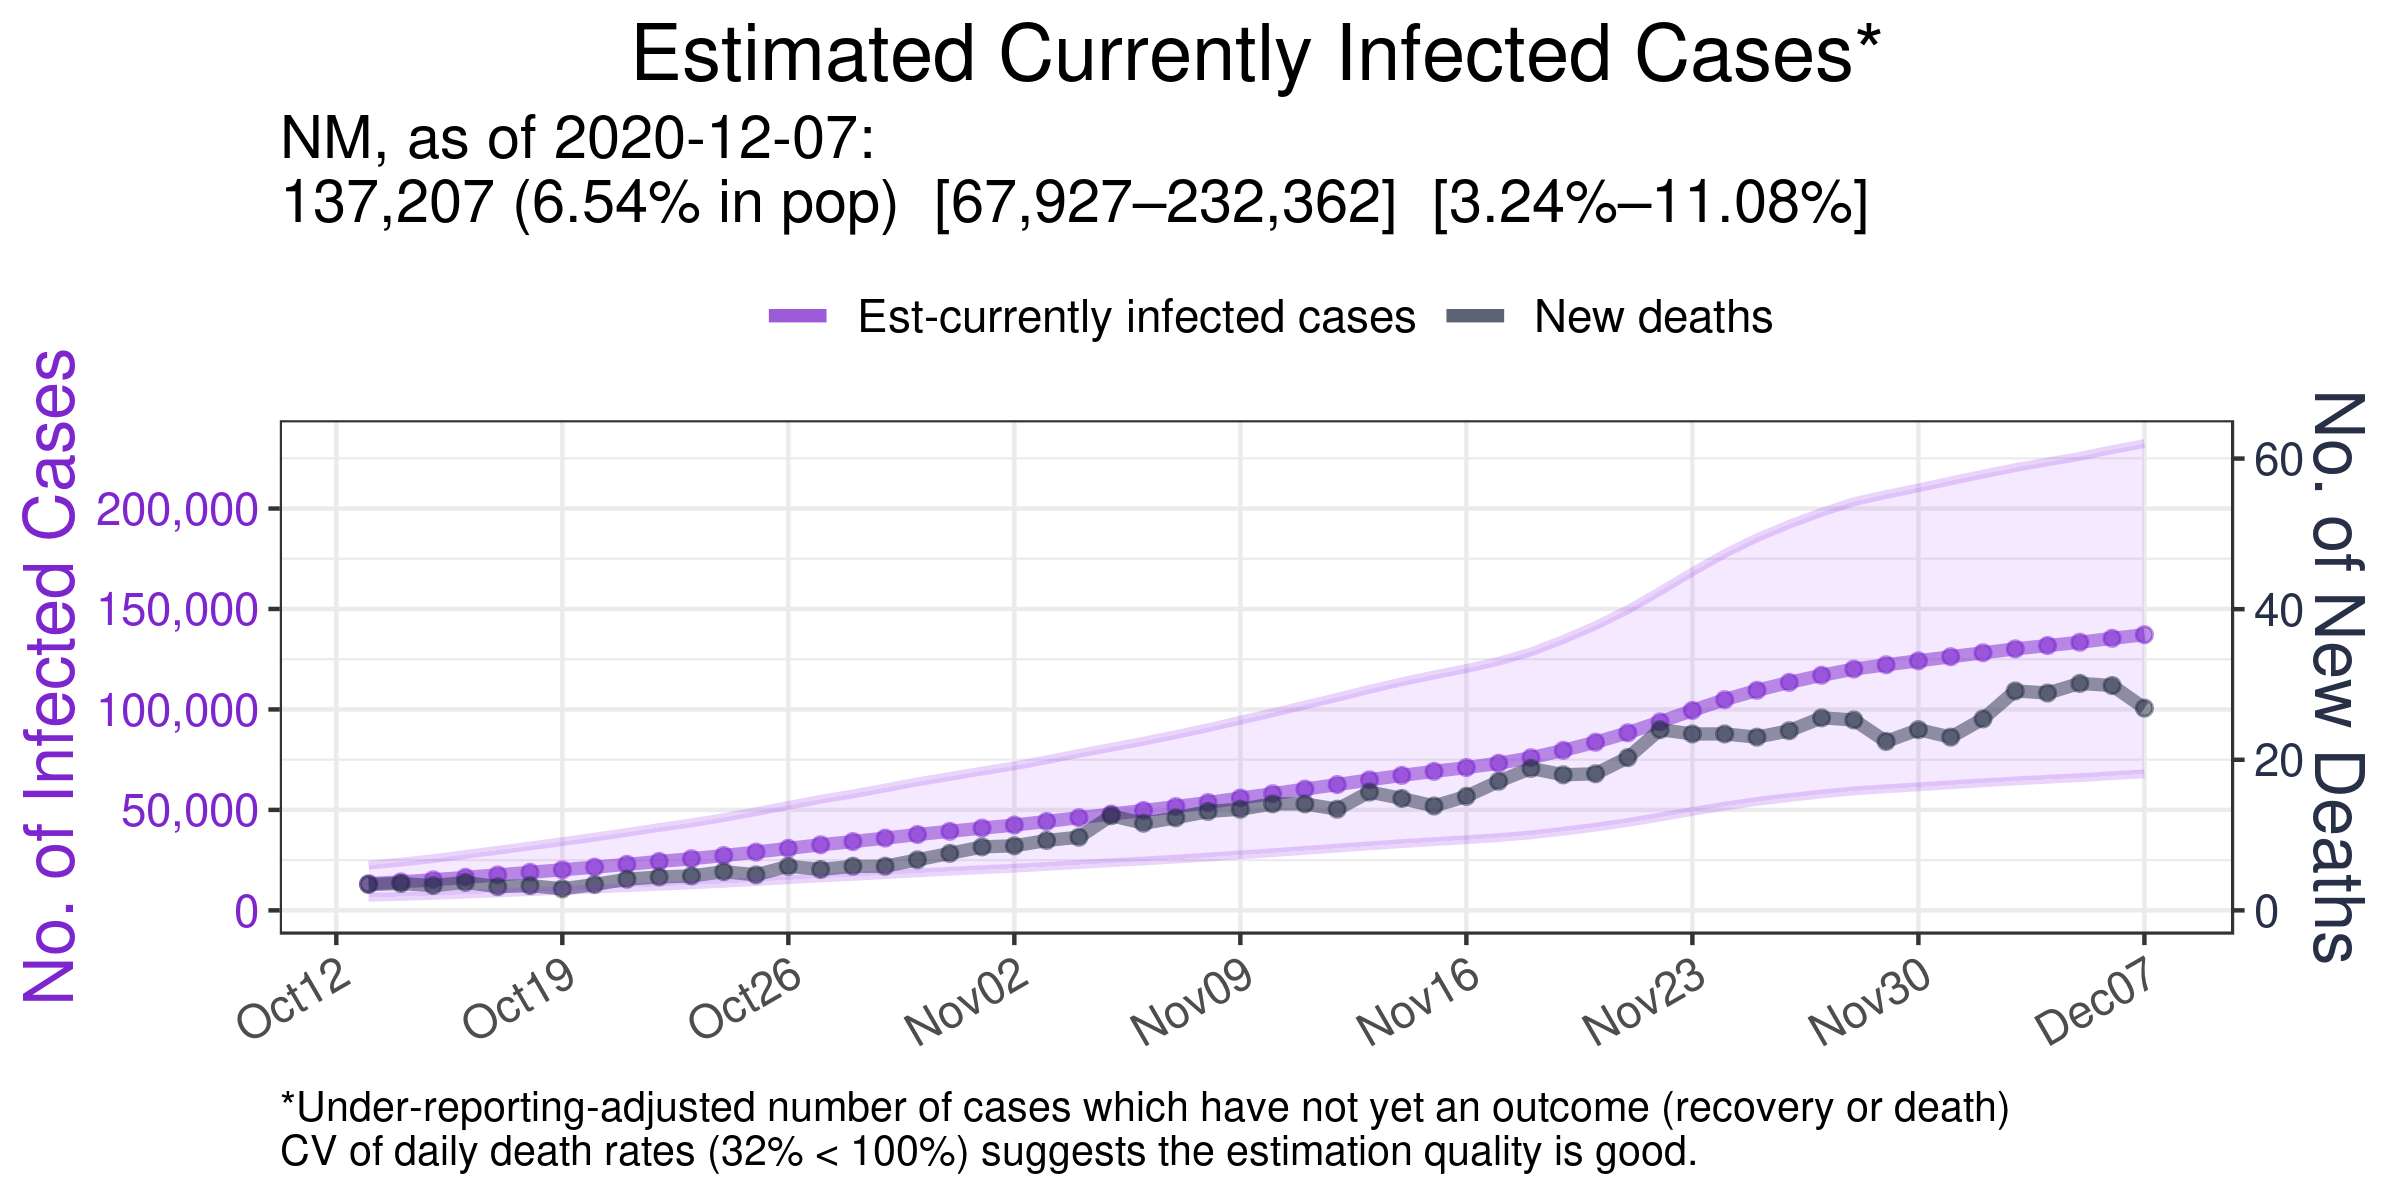 Estimated Currently Infected Cases*
NM, as of 2020-12-07:
137,207 (6.54% in pop)  [67,927–232,362]  [3.24%–11.08%]
Est-currently infected cases
New deaths
No. of Infected Cases
200,000
150,000
100,000
50,000
0
60
40
20
0
No. of New Deaths
Oct12
Oct19
Oct26
Nov02
Nov09
Nov16
Nov23
Nov30
Dec07
*Under-reporting-adjusted number of cases which have not yet an outcome (recovery or death)
CV of daily death rates (32% < 100%) suggests the estimation quality is good.